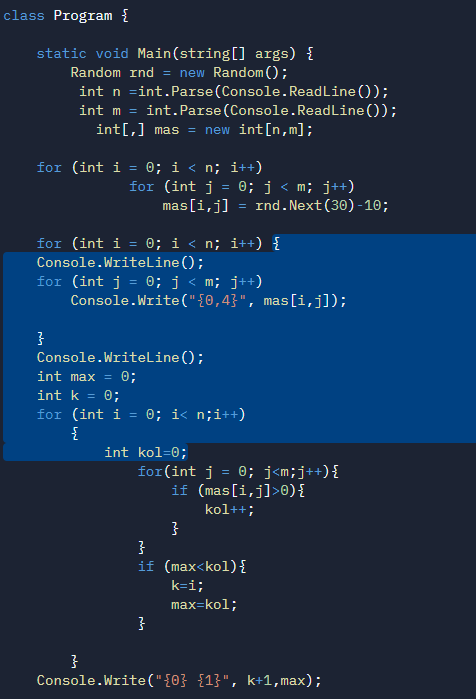 class Program {
static void Main(string[] args) {
Random rnd = new Random();
int n =int.Parse(Console.ReadLine());
int m = int.Parse(Console.ReadLine());
int[,] mas = new int[n,m];
for (int i = 0; i < n; i++)
for (int j = 0; j < m; j++)
mas[i,j] = rnd.Next(30)-10;
for (int i = 0; i < n; i++) {
Console.WriteLine();
for (int j = 0; j < m; j++)
Console.Write("{0,4}", mas[i,j]);
}
Console.WriteLine();
int max = 0;
int k = 0;
for (int i = 0; i< n;i++)
{
int kol=0;
for(int j = 0; j<m;j++){
if (mas[i,j]>0){
kol++;
}
}
if (max<kol){
k=i;
max=kol;
}
}
Console.Write("{0} {1}", k+1,max);